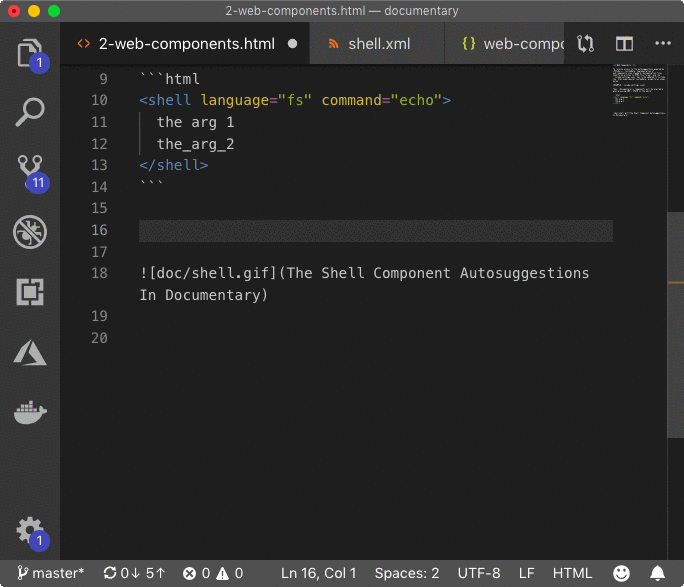 2-web-components.html — documentary
2-web-components.html
shell.xml
{ } web-compo
1
11
1
9 ```html
10 <shell language="fs" command="echo">
11 the arg 1
12 the_arg_2
13 </shell>
14 ```
15
16
17
18 ![doc/shell.gif](The Shell Component Autosuggestions
In Documentary)
19
20
master* 0↓ 5↑ 0 0 Ln 16, Col 1 Spaces: 2 UTF-8 LF HTML